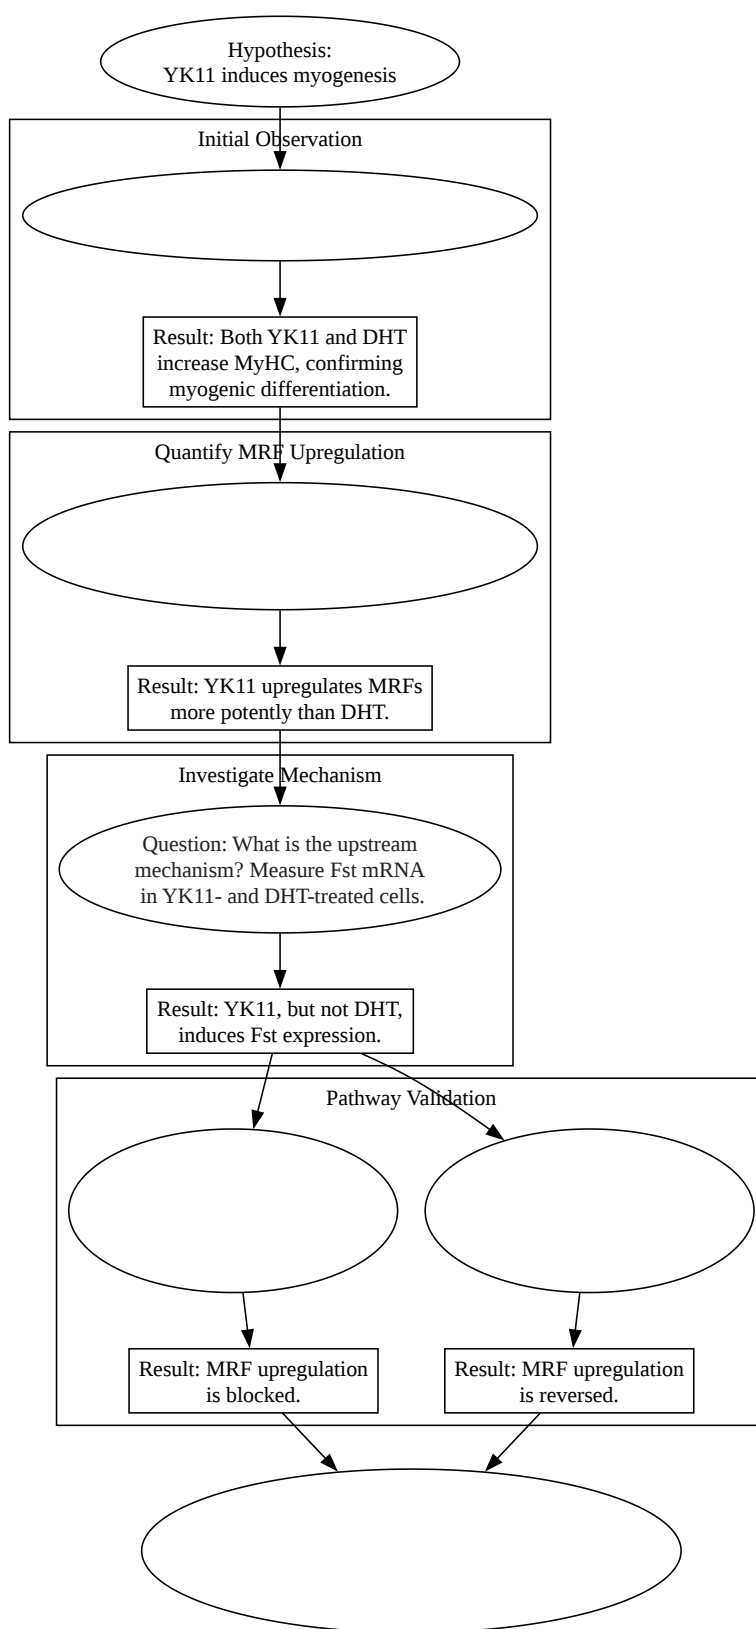 Hypothesis:
YK11 induces myogenesis
Initial Observation
Result: Both YK11 and DHT
increase MyHC, confirming
myogenic differentiation.
Quantify MRF Upregulation
Result: YK11 upregulates MRFs
more potently than DHT.
Investigate Mechanism
Question: What is the upstream
mechanism? Measure Fst mRNA
in YK11- and DHT-treated cells.
Result: YK11, but not DHT,
induces Fst expression.
Pathway Validation
Result: MRF upregulation
is blocked.
Result: MRF upregulation
is reversed.